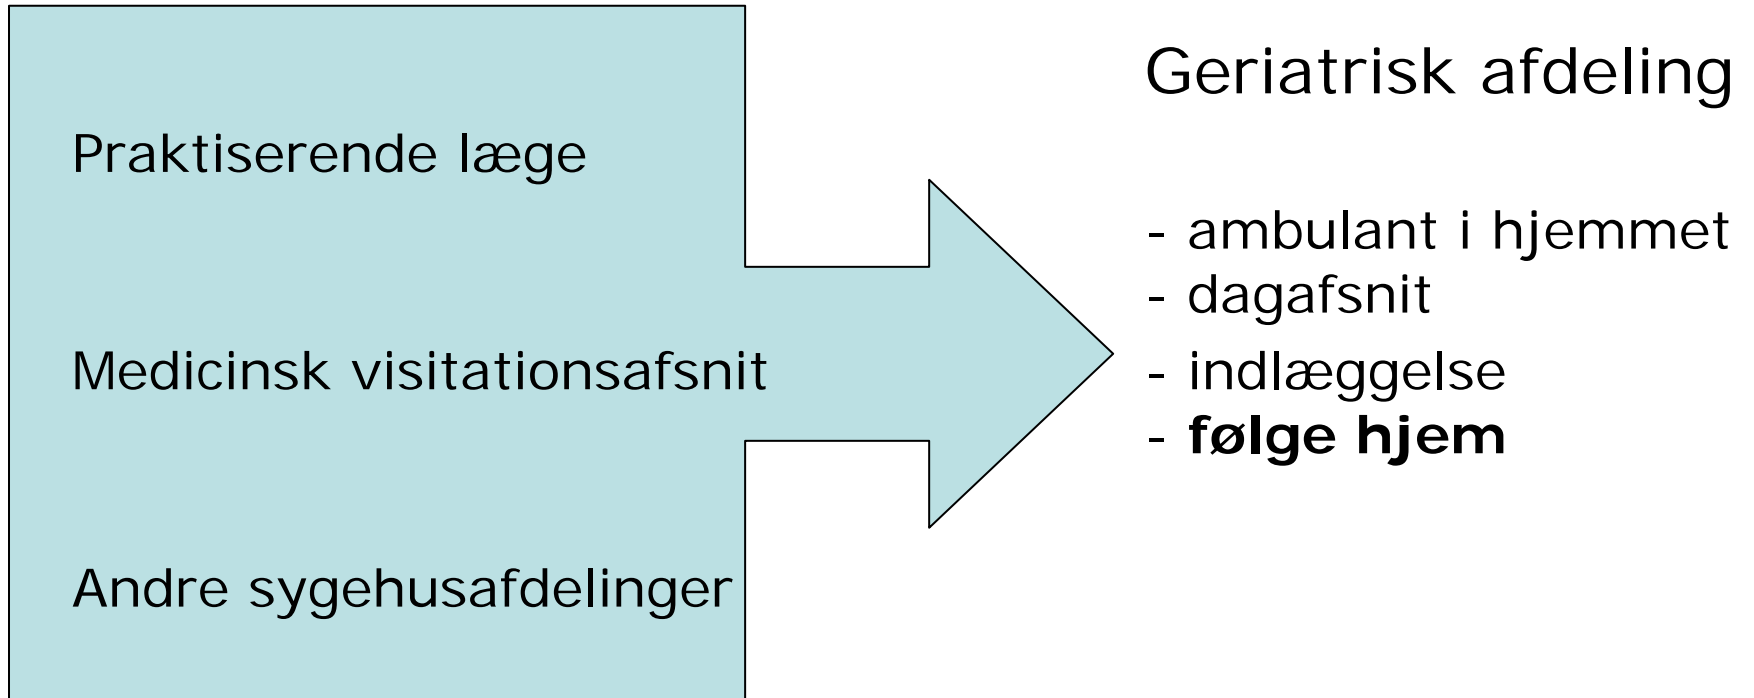 Praktiserende læge
Medicinsk visitationsafsnit
Andre sygehusafdelinger
Geriatrisk afdeling
- ambulant i hjemmet
- dagafsnit
- indlæggelse
- følge hjem